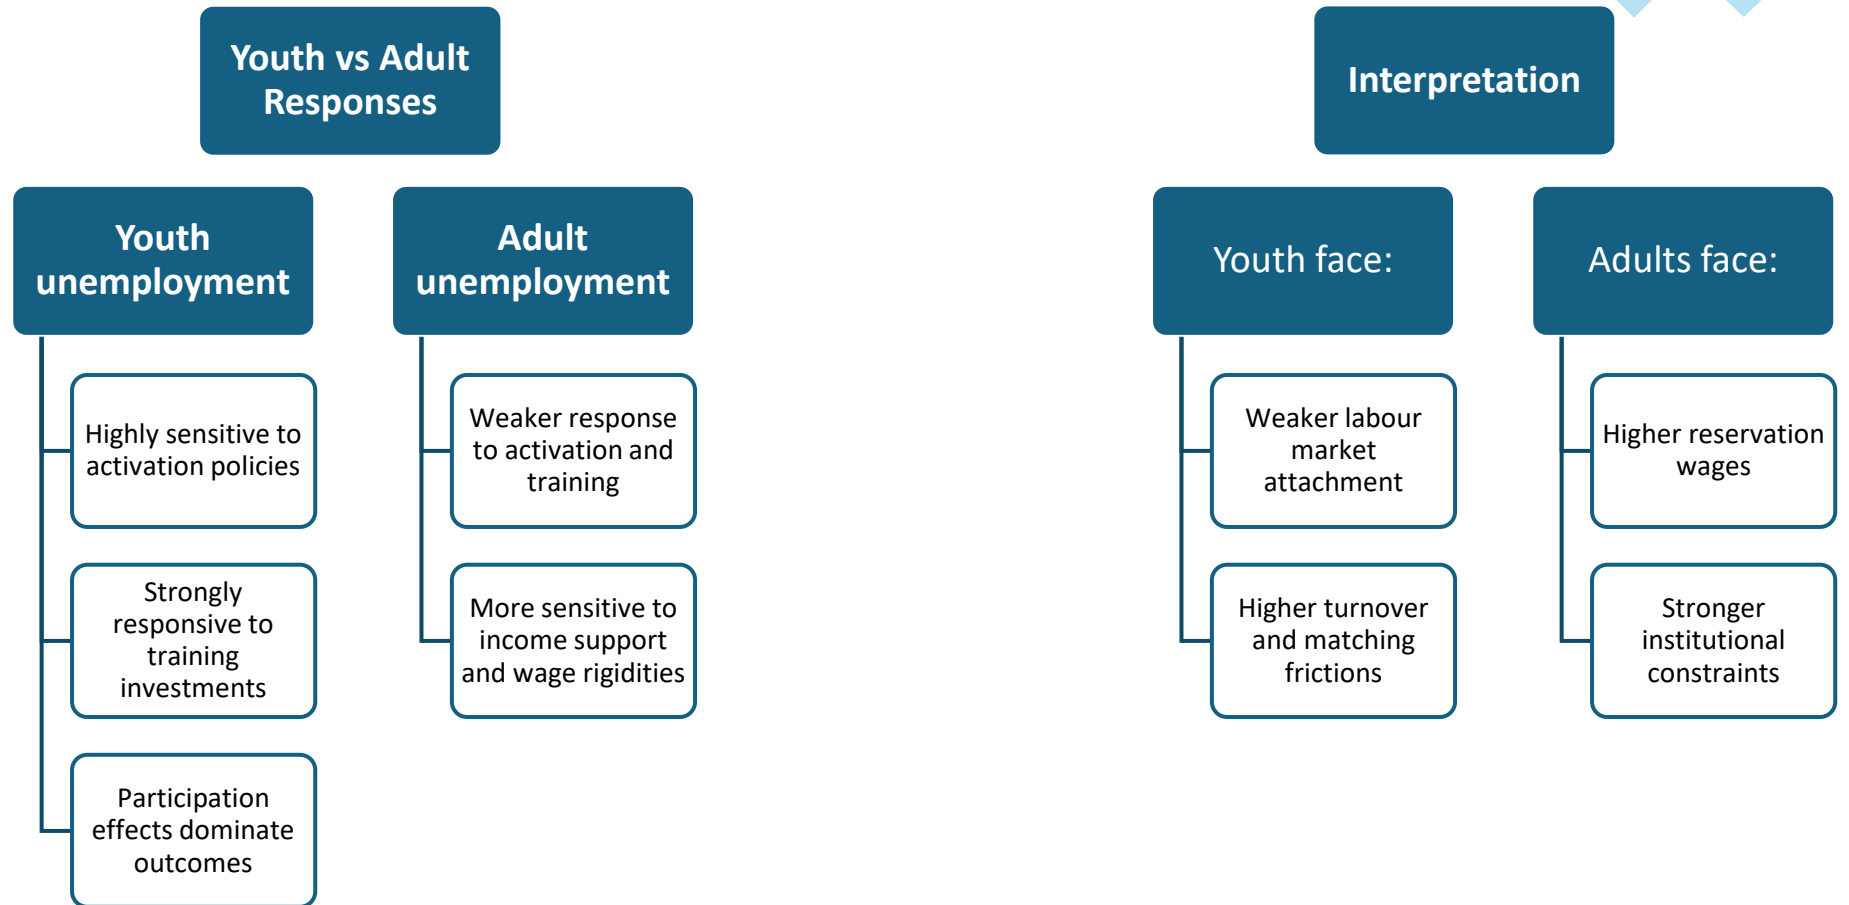 Youth vs Adult
Responses
Youth
unemployment
Highly sensitive to
activation policies
Strongly
responsive to
training
investments
Participation
effects dominate
outcomes
Adult
unemployment
Weaker response
to activation and
training
More sensitive to
income support
and wage rigidities
Interpretation
Youth face:
Weaker labour
market
attachment
Higher turnover
and matching
frictions
Adults face:
Higher reservation
wages
Stronger
institutional
constraints